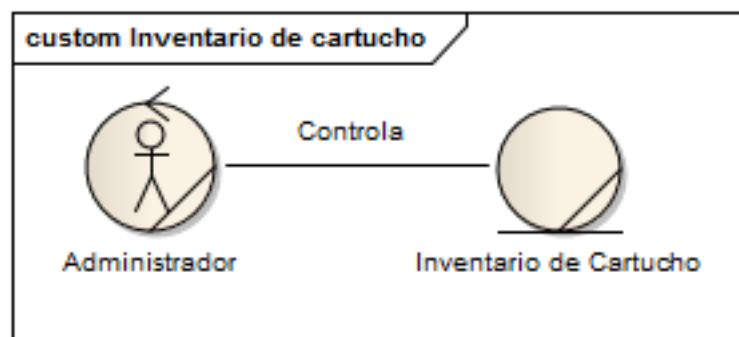 custom Inventario de cartucho
Controla
Administrador
Inventario de Cartucho